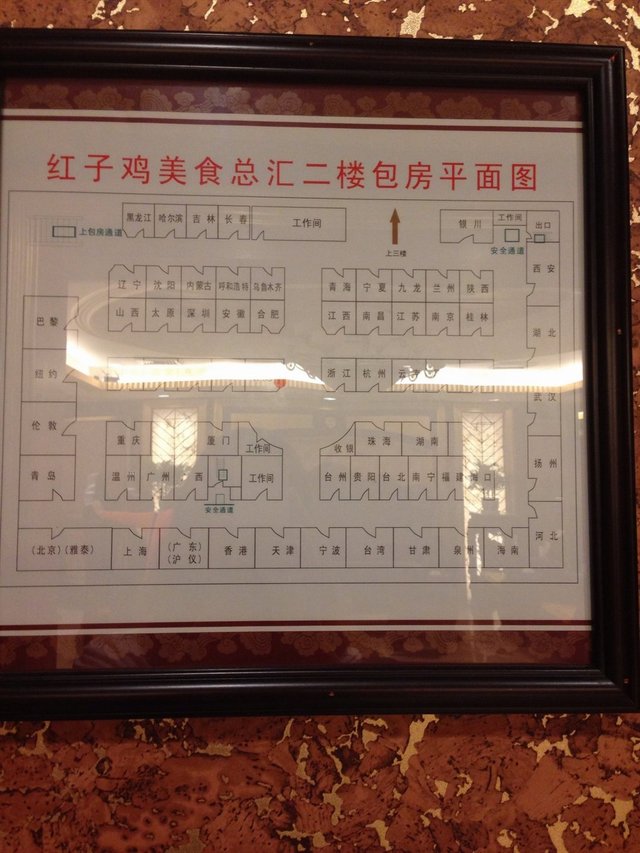 红子鸡美食总汇二楼包房平面图
黑龙江 哈尔滨 吉林 长春 工作间 银川 工作间 出口
上包房通道 上三楼 安全通道
西安
辽宁 沈阳 内蒙古 呼和浩特 乌鲁木齐 青海 宁夏 九龙 兰州 陕西
山西 太原 深圳 安徽 合肥 江西 南昌 江苏 南京 桂林
巴黎 湖北
纽约 浙江 杭州 武汉
伦敦 重庆 厦门 工作间 收银 珠海 湖南
青岛 温州 广州 西 工作间 台州 贵阳 台北 南宁 福建 海口 扬州
安全通道
(北京)(雅泰) 上海 (广东) 香港 天津 宁波 台湾 甘肃 泉州 海南 河北
(沪仪)